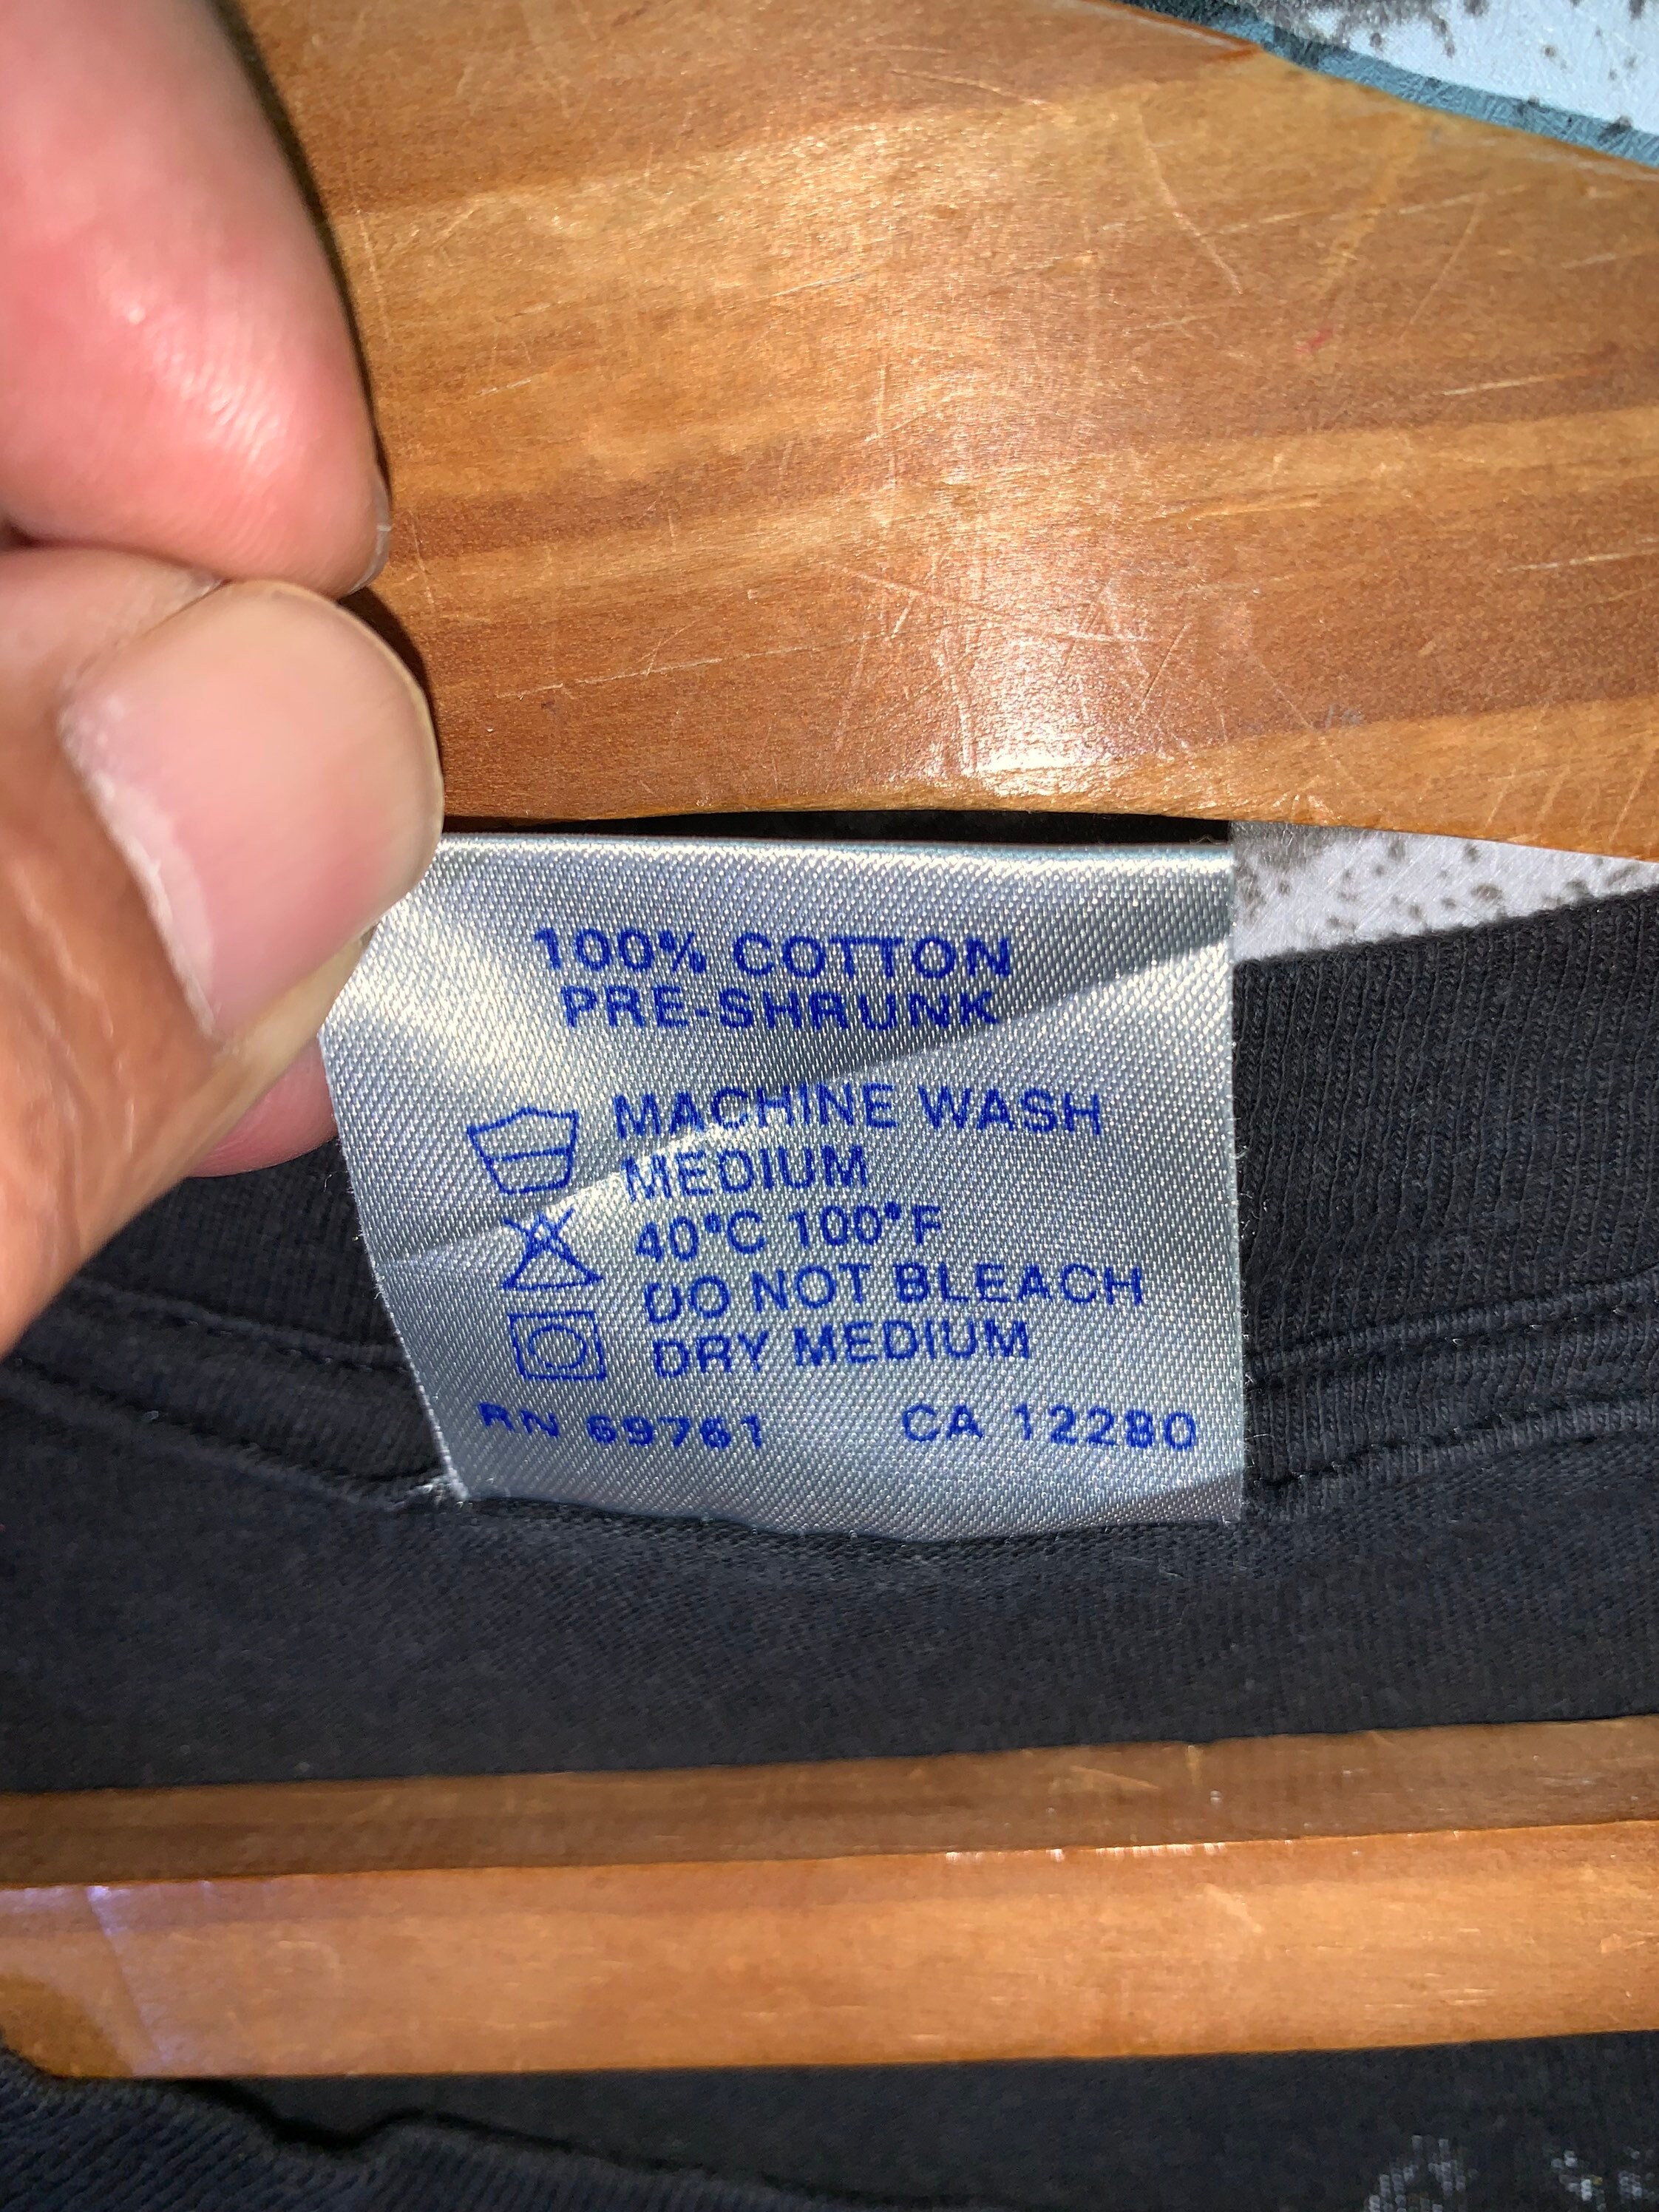 100% COTTON
PRE-SHRUNK
MACHINE WASH
MEDIUM
40°C 100°F
DO NOT BLEACH
DRY MEDIUM
RN 69761 CA 12280